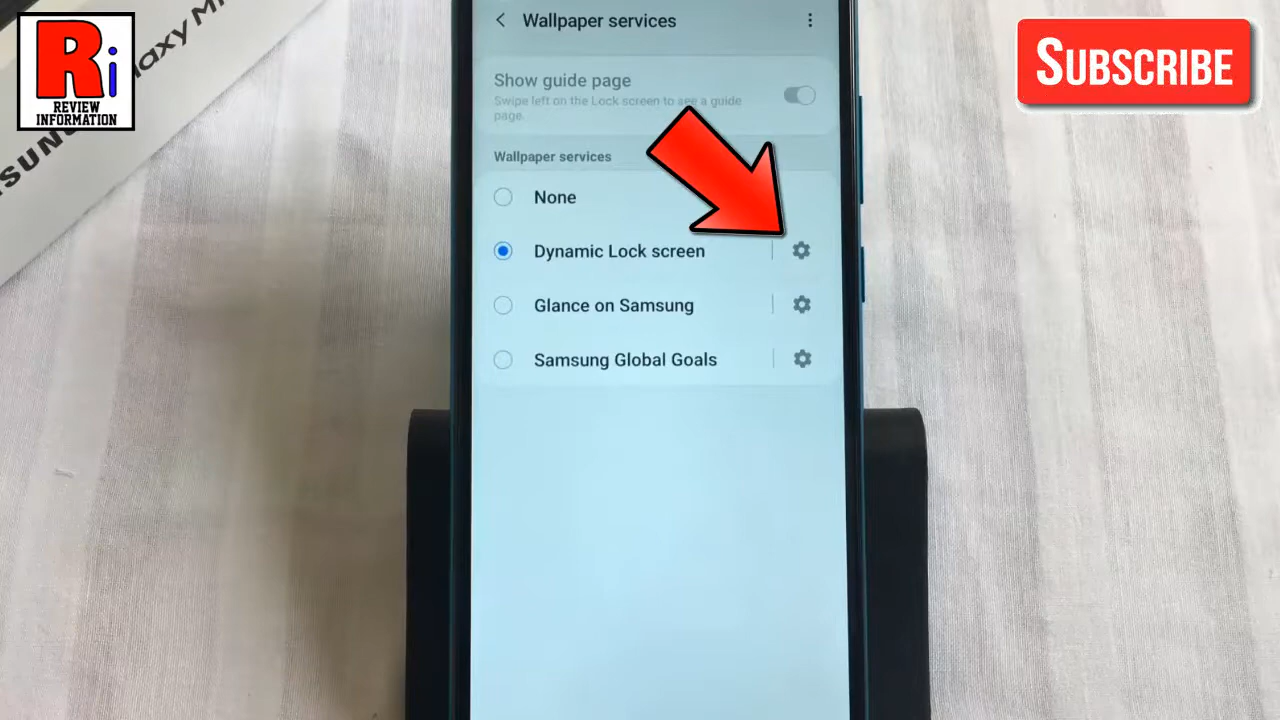 Wallpaper services
Show guide page
Swipe left on the Lock screen to see a guide
page.
Wallpaper services
None
Dynamic Lock screen
Glance on Samsung
Samsung Global Goals
Ri
REVIEW
INFORMATION
SUBSCRIBE